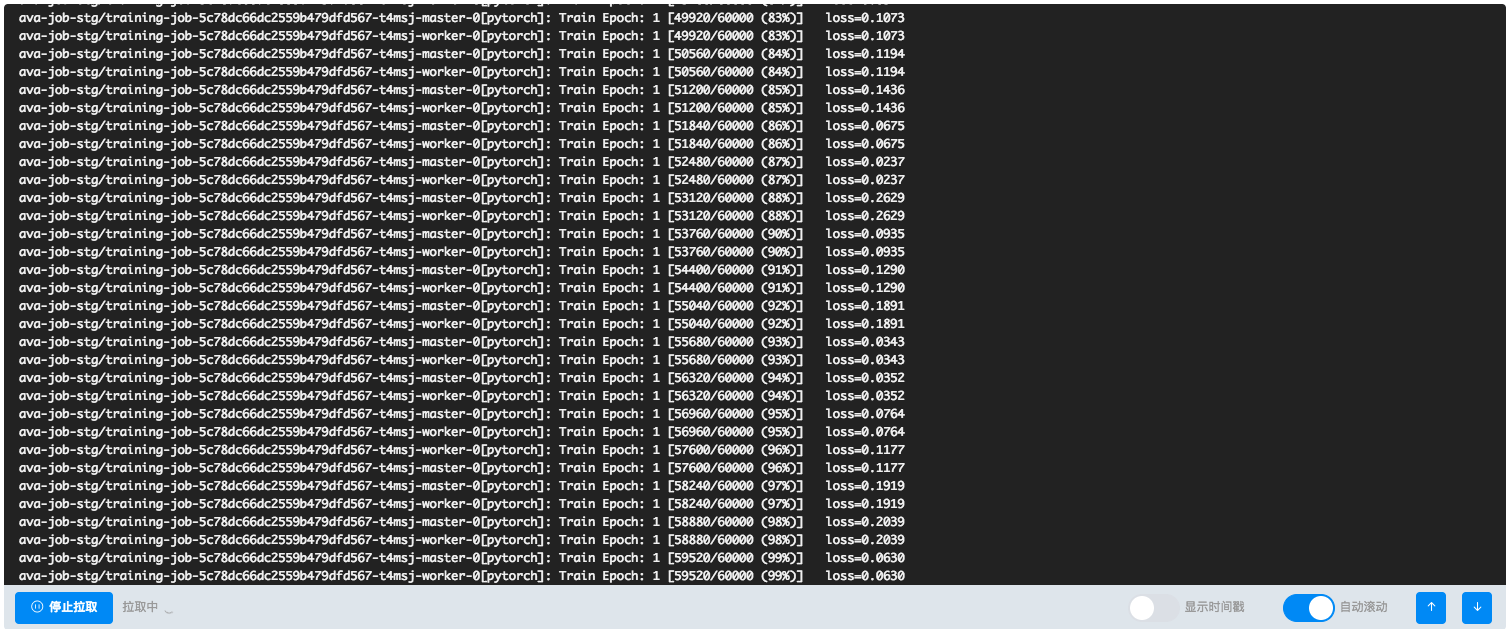 ava-job-stg/training-job-5c78dc66dc2559b479dfd567-t4msj-master-0[pytorch]: Train Epoch: 1 [49920/60000 (83%)] loss=0.1073
ava-job-stg/training-job-5c78dc66dc2559b479dfd567-t4msj-worker-0[pytorch]: Train Epoch: 1 [49920/60000 (83%)] loss=0.1073
ava-job-stg/training-job-5c78dc66dc2559b479dfd567-t4msj-master-0[pytorch]: Train Epoch: 1 [50560/60000 (84%)] loss=0.1194
ava-job-stg/training-job-5c78dc66dc2559b479dfd567-t4msj-worker-0[pytorch]: Train Epoch: 1 [50560/60000 (84%)] loss=0.1194
ava-job-stg/training-job-5c78dc66dc2559b479dfd567-t4msj-master-0[pytorch]: Train Epoch: 1 [51200/60000 (85%)] loss=0.1436
ava-job-stg/training-job-5c78dc66dc2559b479dfd567-t4msj-worker-0[pytorch]: Train Epoch: 1 [51200/60000 (85%)] loss=0.1436
ava-job-stg/training-job-5c78dc66dc2559b479dfd567-t4msj-master-0[pytorch]: Train Epoch: 1 [51840/60000 (86%)] loss=0.0675
ava-job-stg/training-job-5c78dc66dc2559b479dfd567-t4msj-worker-0[pytorch]: Train Epoch: 1 [51840/60000 (86%)] loss=0.0675
ava-job-stg/training-job-5c78dc66dc2559b479dfd567-t4msj-master-0[pytorch]: Train Epoch: 1 [52480/60000 (87%)] loss=0.0237
ava-job-stg/training-job-5c78dc66dc2559b479dfd567-t4msj-worker-0[pytorch]: Train Epoch: 1 [52480/60000 (87%)] loss=0.0237
ava-job-stg/training-job-5c78dc66dc2559b479dfd567-t4msj-master-0[pytorch]: Train Epoch: 1 [53120/60000 (88%)] loss=0.2629
ava-job-stg/training-job-5c78dc66dc2559b479dfd567-t4msj-worker-0[pytorch]: Train Epoch: 1 [53120/60000 (88%)] loss=0.2629
ava-job-stg/training-job-5c78dc66dc2559b479dfd567-t4msj-master-0[pytorch]: Train Epoch: 1 [53760/60000 (90%)] loss=0.0935
ava-job-stg/training-job-5c78dc66dc2559b479dfd567-t4msj-worker-0[pytorch]: Train Epoch: 1 [53760/60000 (90%)] loss=0.0935
ava-job-stg/training-job-5c78dc66dc2559b479dfd567-t4msj-master-0[pytorch]: Train Epoch: 1 [54400/60000 (91%)] loss=0.1290
ava-job-stg/training-job-5c78dc66dc2559b479dfd567-t4msj-worker-0[pytorch]: Train Epoch: 1 [54400/60000 (91%)] loss=0.1290
ava-job-stg/training-job-5c78dc66dc2559b479dfd567-t4msj-master-0[pytorch]: Train Epoch: 1 [55040/60000 (92%)] loss=0.1891
ava-job-stg/training-job-5c78dc66dc2559b479dfd567-t4msj-worker-0[pytorch]: Train Epoch: 1 [55040/60000 (92%)] loss=0.1891
ava-job-stg/training-job-5c78dc66dc2559b479dfd567-t4msj-master-0[pytorch]: Train Epoch: 1 [55680/60000 (93%)] loss=0.0343
ava-job-stg/training-job-5c78dc66dc2559b479dfd567-t4msj-worker-0[pytorch]: Train Epoch: 1 [55680/60000 (93%)] loss=0.0343
ava-job-stg/training-job-5c78dc66dc2559b479dfd567-t4msj-master-0[pytorch]: Train Epoch: 1 [56320/60000 (94%)] loss=0.0352
ava-job-stg/training-job-5c78dc66dc2559b479dfd567-t4msj-worker-0[pytorch]: Train Epoch: 1 [56320/60000 (94%)] loss=0.0352
ava-job-stg/training-job-5c78dc66dc2559b479dfd567-t4msj-master-0[pytorch]: Train Epoch: 1 [56960/60000 (95%)] loss=0.0764
ava-job-stg/training-job-5c78dc66dc2559b479dfd567-t4msj-worker-0[pytorch]: Train Epoch: 1 [56960/60000 (95%)] loss=0.0764
ava-job-stg/training-job-5c78dc66dc2559b479dfd567-t4msj-worker-0[pytorch]: Train Epoch: 1 [57600/60000 (96%)] loss=0.1177
ava-job-stg/training-job-5c78dc66dc2559b479dfd567-t4msj-master-0[pytorch]: Train Epoch: 1 [57600/60000 (96%)] loss=0.1177
ava-job-stg/training-job-5c78dc66dc2559b479dfd567-t4msj-master-0[pytorch]: Train Epoch: 1 [58240/60000 (97%)] loss=0.1919
ava-job-stg/training-job-5c78dc66dc2559b479dfd567-t4msj-worker-0[pytorch]: Train Epoch: 1 [58240/60000 (97%)] loss=0.1919
ava-job-stg/training-job-5c78dc66dc2559b479dfd567-t4msj-master-0[pytorch]: Train Epoch: 1 [58880/60000 (98%)] loss=0.2039
ava-job-stg/training-job-5c78dc66dc2559b479dfd567-t4msj-worker-0[pytorch]: Train Epoch: 1 [58880/60000 (98%)] loss=0.2039
ava-job-stg/training-job-5c78dc66dc2559b479dfd567-t4msj-master-0[pytorch]: Train Epoch: 1 [59520/60000 (99%)] loss=0.0630
ava-job-stg/training-job-5c78dc66dc2559b479dfd567-t4msj-worker-0[pytorch]: Train Epoch: 1 [59520/60000 (99%)] loss=0.0630
停止拉取 拉取中 显示时间戳 自动滚动